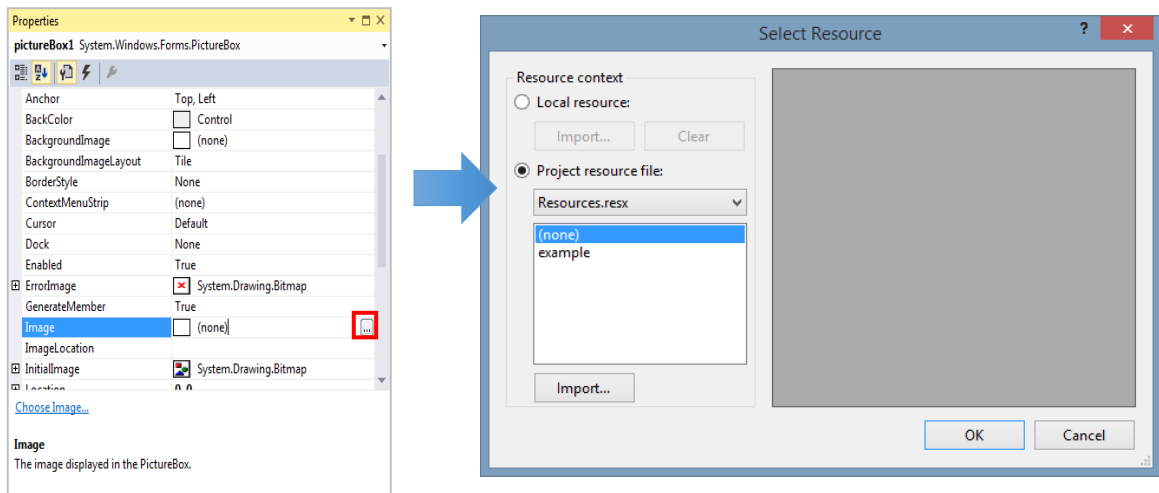 Properties
pictureBox1 System.Windows.Forms.PictureBox
Anchor Top, Left
BackColor Control
BackgroundImage (none)
BackgroundImageLayout Tile
BorderStyle None
ContextMenuStrip (none)
Cursor Default
Dock None
Enabled True
ErrorImage System.Drawing.Bitmap
GenerateMember True
Image (none) ...
ImageLocation
InitialImage System.Drawing.Bitmap
Location 0, 0
Choose Image...
Image
The image displayed in the PictureBox.
Select Resource ?
Resource context
Local resource:
Import... Clear
Project resource file:
Resources.resx
(none)
example
Import...
OK Cancel